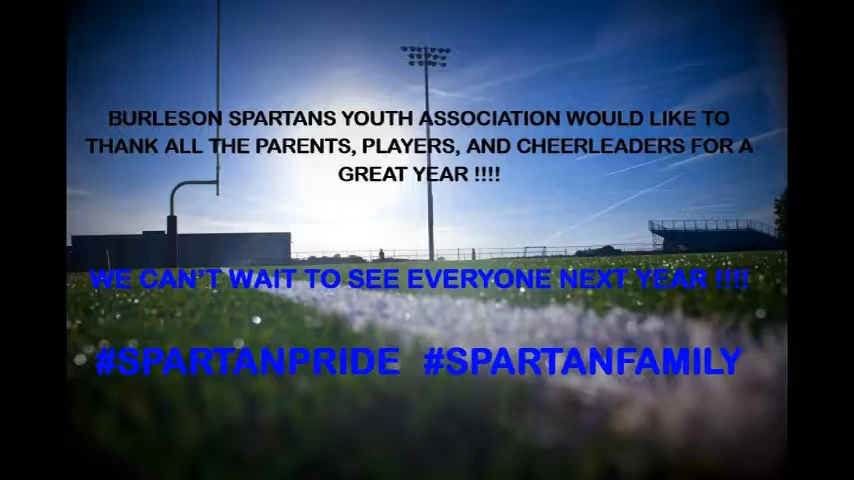 BURLESON SPARTANS YOUTH ASSOCIATION WOULD LIKE TO
THANK ALL THE PARENTS, PLAYERS, AND CHEERLEADERS FOR A
GREAT YEAR !!!!
WE CAN'T WAIT TO SEE EVERYONE NEXT YEAR !!!!
#SPARTANPRIDE #SPARTANFAMILY